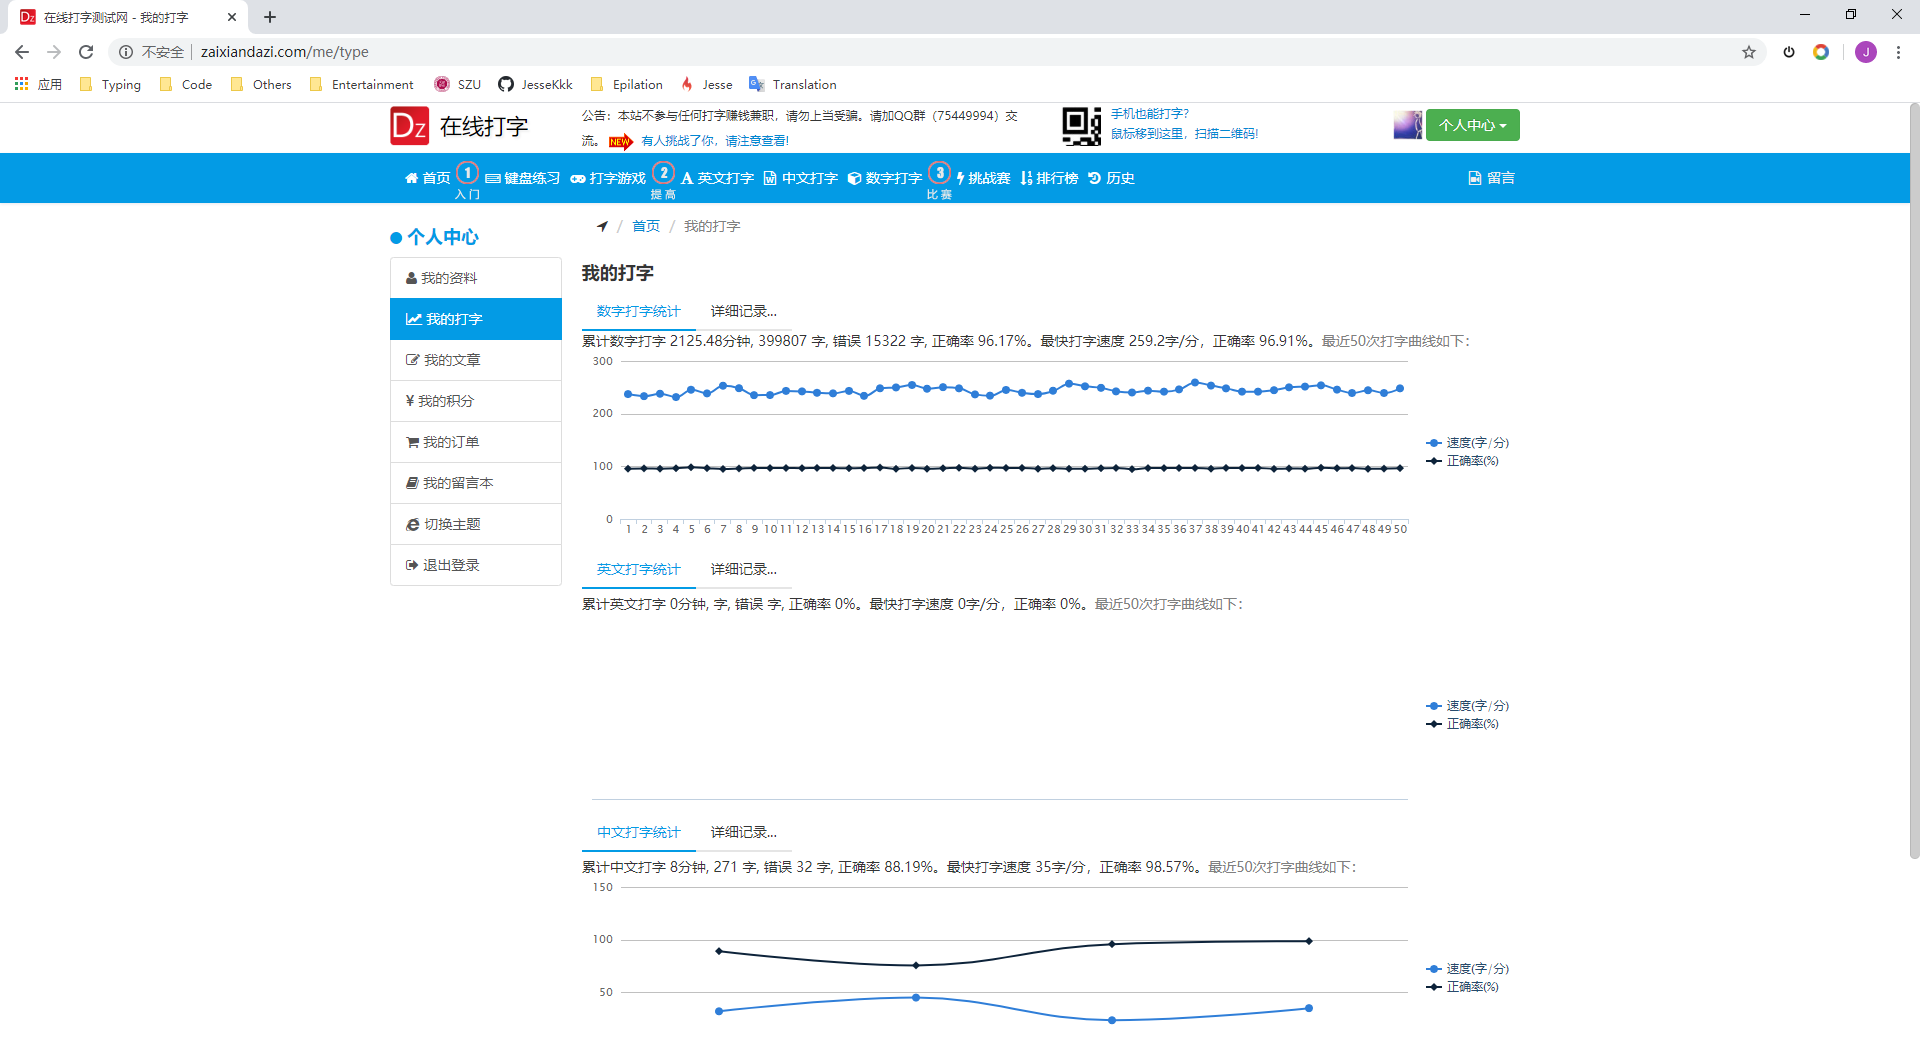 在线打字测试网 - 我的打字
不安全 zaixiandazi.com/me/type
J
应用 Typing Code Others Entertainment SZU JesseKkk Epilation Jesse Translation
Dz 在线打字
公告：本站不参与任何打字赚钱兼职，请勿上当受骗。请加QQ群（75449994）交
流。 NEW 有人挑战了你，请注意查看!
手机也能打字?
鼠标移到这里，扫描二维码!
个人中心
首页 1 键盘练习 打字游戏 2 英文打字 中文打字 数字打字 3 挑战赛 排行榜 历史 留言
入门 提高 比赛
个人中心
我的资料
我的打字
我的文章
¥ 我的积分
我的订单
我的留言本
切换主题
退出登录
/ 首页 / 我的打字
我的打字
数字打字统计 详细记录...
累计数字打字 2125.48分钟, 399807 字, 错误 15322 字, 正确率 96.17%。最快打字速度 259.2字/分，正确率 96.91%。最近50次打字曲线如下：
300
200
100
0
1 2 3 4 5 6 7 8 9 10 11 12 13 14 15 16 17 18 19 20 21 22 23 24 25 26 27 28 29 30 31 32 33 34 35 36 37 38 39 40 41 42 43 44 45 46 47 48 49 50
速度(字/分)
正确率(%)
英文打字统计 详细记录...
累计英文打字 0分钟, 字, 错误 字, 正确率 0%。最快打字速度 0字/分，正确率 0%。最近50次打字曲线如下：
速度(字/分)
正确率(%)
中文打字统计 详细记录...
累计中文打字 8分钟, 271 字, 错误 32 字, 正确率 88.19%。最快打字速度 35字/分，正确率 98.57%。最近50次打字曲线如下：
150
100
50
速度(字/分)
正确率(%)